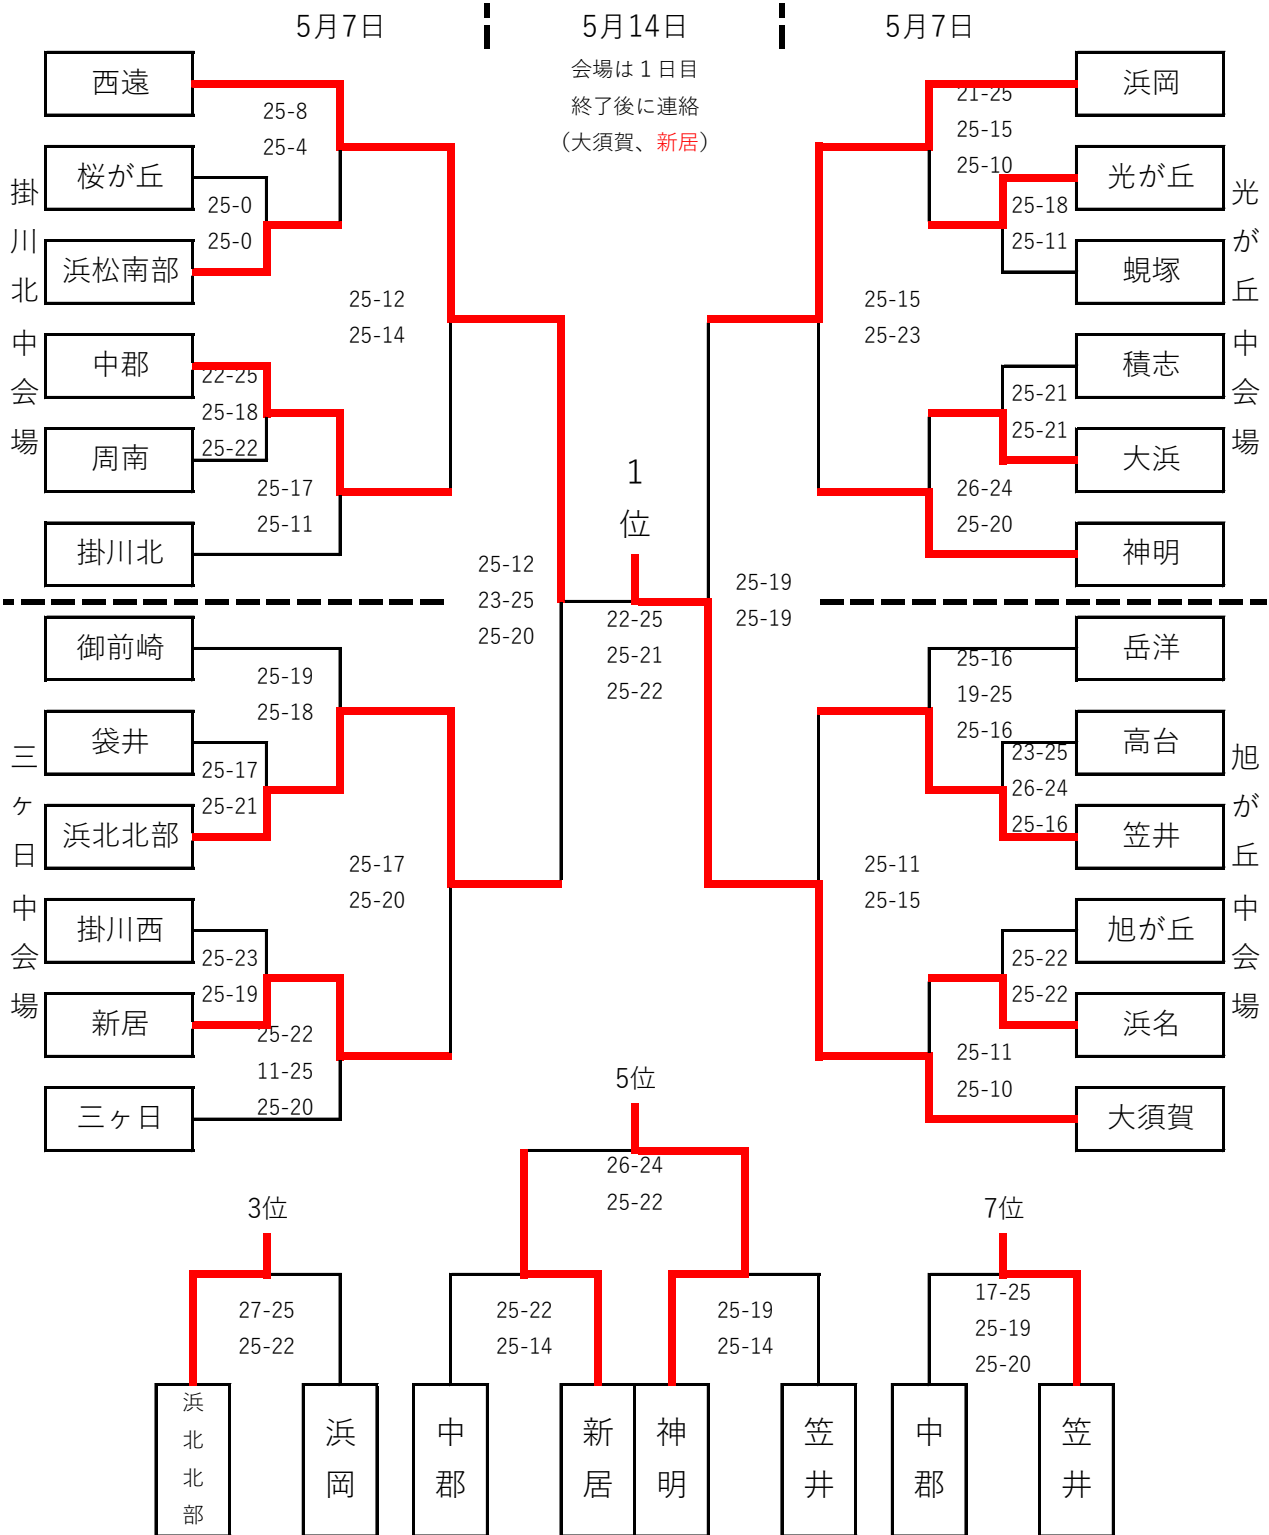 5月7日
5月14日
5月7日
会場は１日目
終了後に連絡
（大須賀、新居）
掛川北中会場
西遠
桜が丘
浜松南部
中郡
周南
掛川北
25-8
25-4
25-0
25-0
22-25
25-18
25-22
25-17
25-11
25-12
25-14
三ヶ日中会場
御前崎
袋井
浜北北部
掛川西
新居
三ヶ日
25-19
25-18
25-17
25-21
25-23
25-19
25-22
11-25
25-20
25-17
25-20
25-12
23-25
25-20
1位
22-25
25-21
25-22
25-19
25-19
光が丘中会場
浜岡
光が丘
蜆塚
積志
大浜
神明
21-25
25-15
25-10
25-18
25-11
25-21
25-21
26-24
25-20
25-15
25-23
旭が丘中会場
岳洋
高台
笠井
旭が丘
浜名
大須賀
25-16
19-25
25-16
23-25
26-24
25-16
25-22
25-22
25-11
25-10
25-11
25-15
5位
26-24
25-22
3位
27-25
25-22
25-22
25-14
25-19
25-14
7位
17-25
25-19
25-20
浜北北部
浜岡
中郡
新居
神明
笠井
中郡
笠井